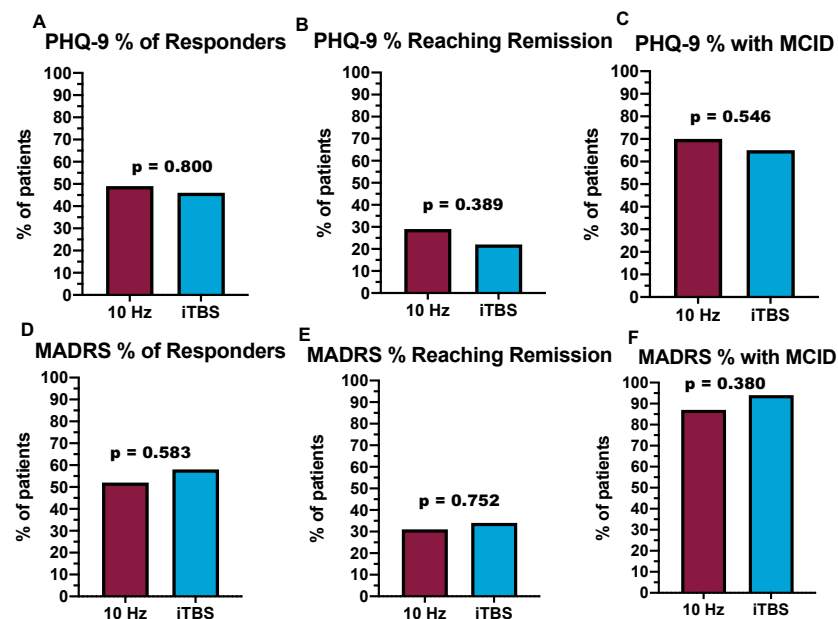 A
PHQ-9 % of Responders
% of patients
100
90
80
70
60
50
40
30
20
10
0
p = 0.800
10 Hz iTBS
B
PHQ-9 % Reaching Remission
% of patients
100
90
80
70
60
50
40
30
20
10
0
p = 0.389
10 Hz iTBS
C
PHQ-9 % with MCID
% of patients
100
90
80
70
60
50
40
30
20
10
0
p = 0.546
10 Hz iTBS
D
MADRS % of Responders
% of patients
100
90
80
70
60
50
40
30
20
10
0
p = 0.583
10 Hz iTBS
E
MADRS % Reaching Remission
% of patients
100
90
80
70
60
50
40
30
20
10
0
p = 0.752
10 Hz iTBS
F
MADRS % with MCID
% of patients
100
90
80
70
60
50
40
30
20
10
0
p = 0.380
10 Hz iTBS